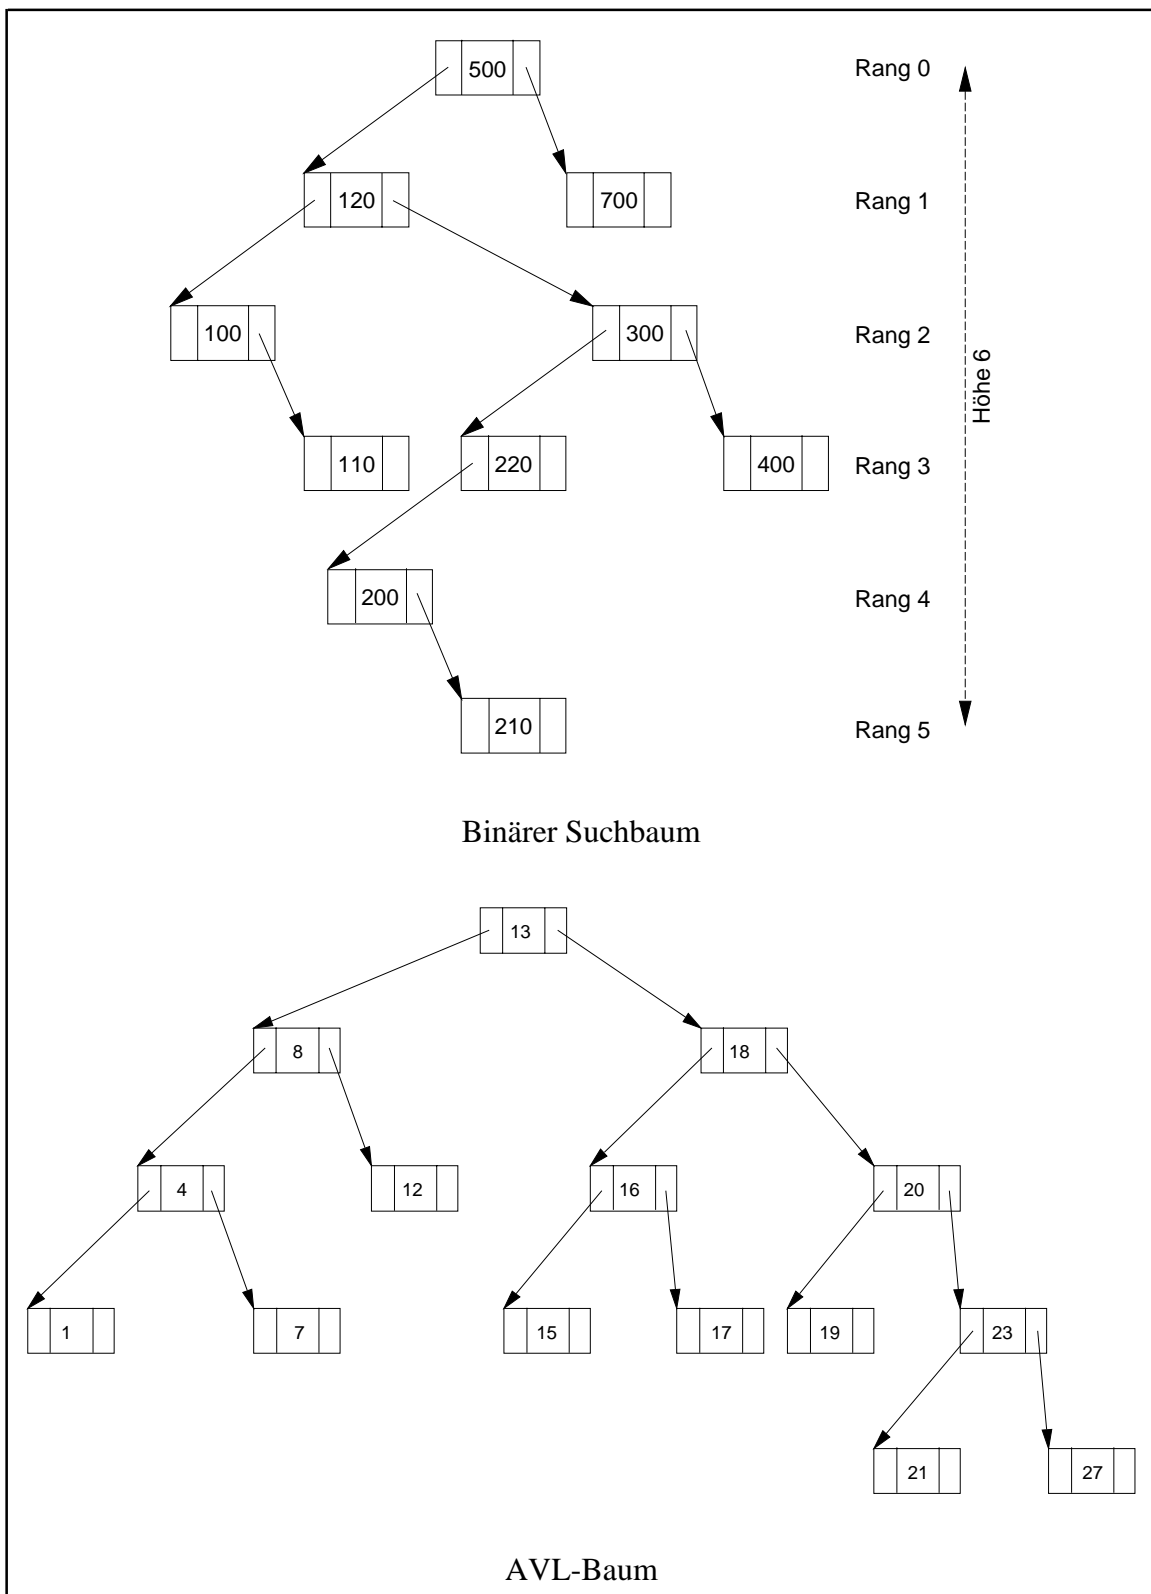 500 Rang 0
120 700 Rang 1
100 300 Rang 2
Höhe 6
110 220 400 Rang 3
200 Rang 4
210 Rang 5
Binärer Suchbaum
13
8 18
4 12 16 20
1 7 15 17 19 23
21 27
AVL-Baum